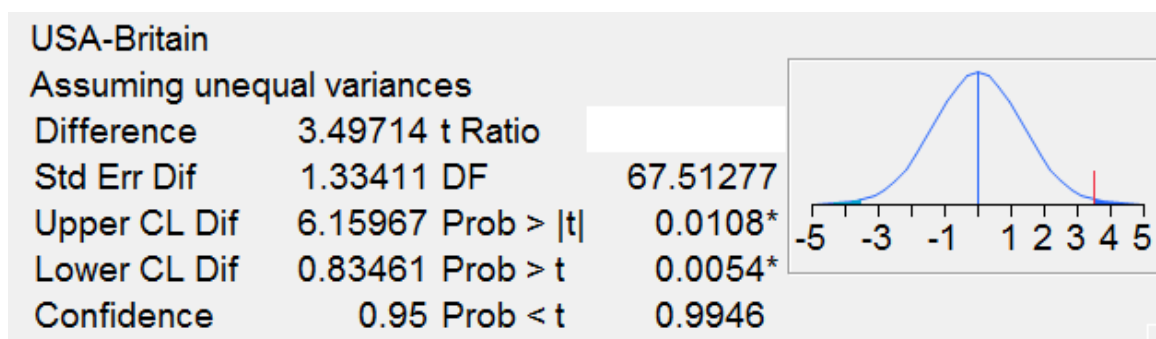 USA-Britain
Assuming unequal variances
Difference 3.49714 t Ratio
Std Err Dif 1.33411 DF 67.51277
Upper CL Dif 6.15967 Prob > |t| 0.0108*
Lower CL Dif 0.83461 Prob > t 0.0054*
Confidence 0.95 Prob < t 0.9946
-5 -3 -1 1 2 3 4 5